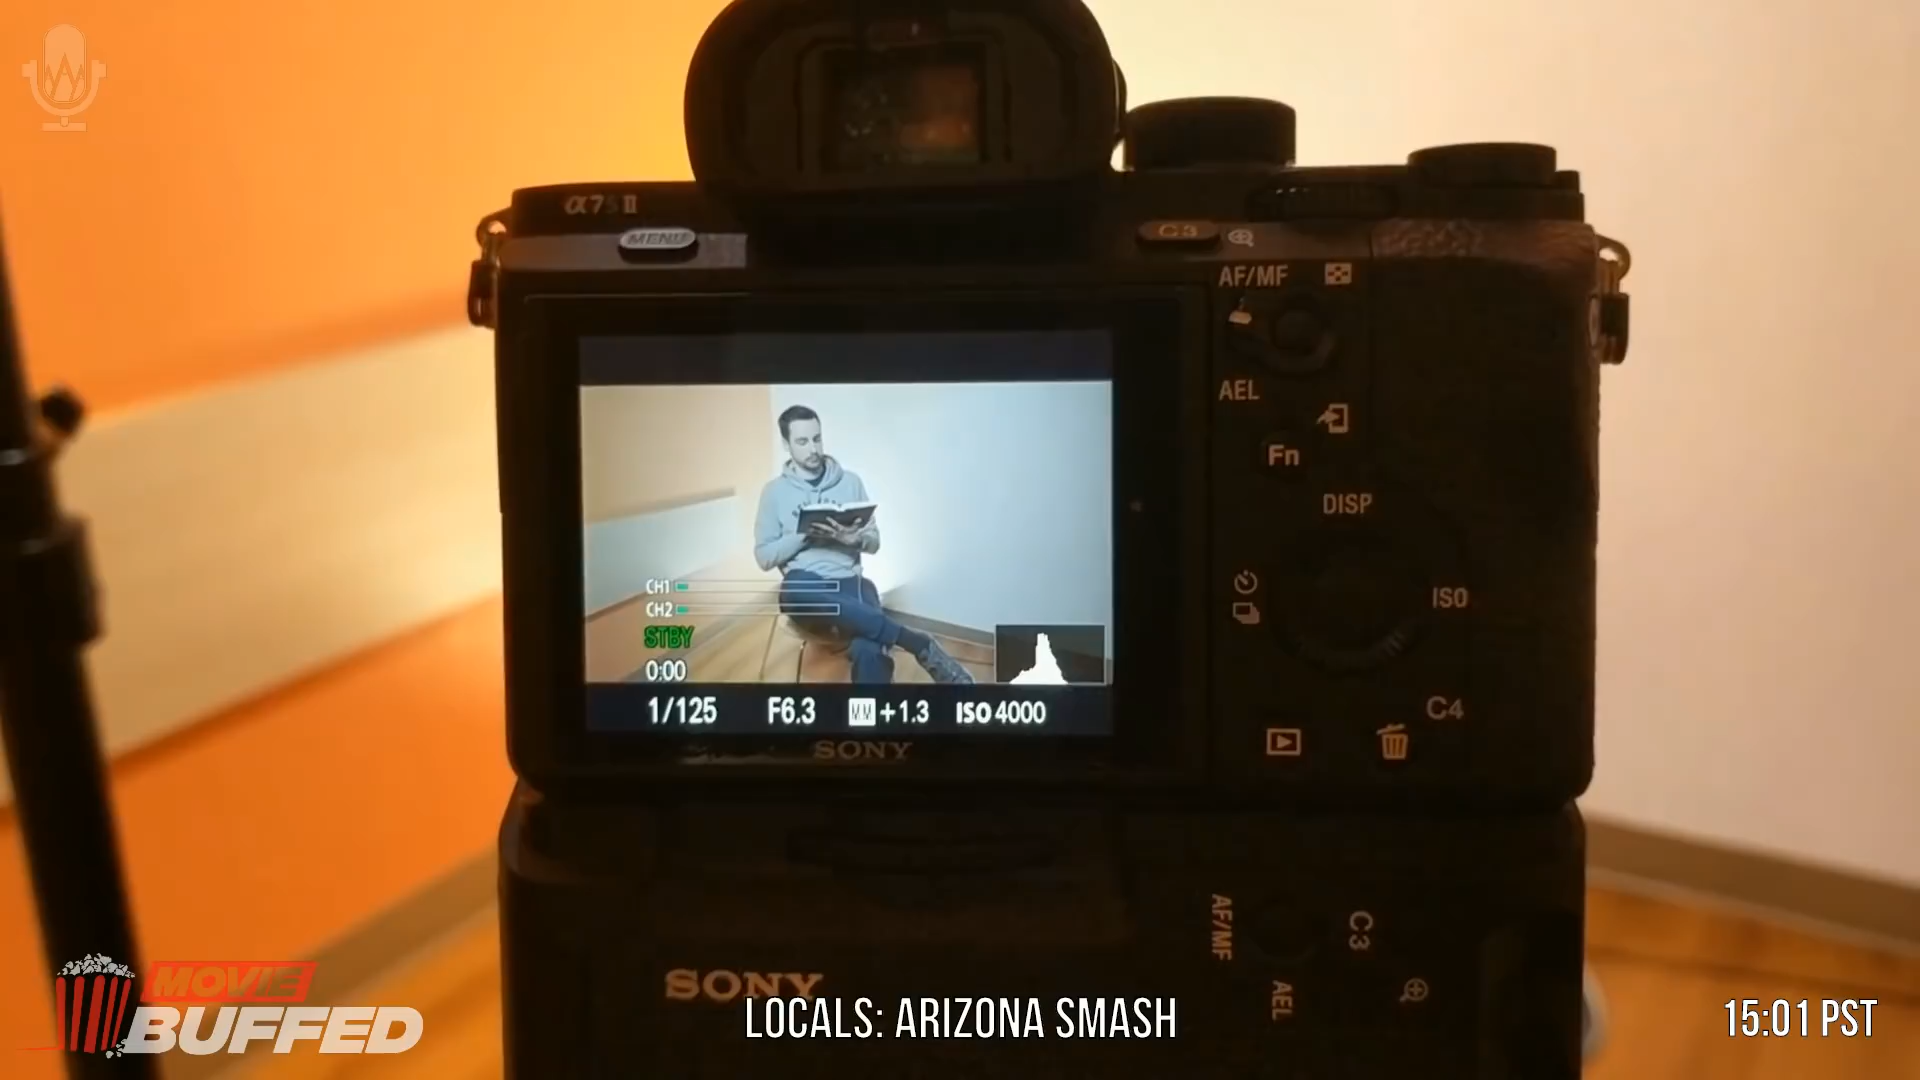 α7SII
MENU
C3
AF/MF
AEL
Fn
DISP
ISO
C4
CH1
CH2
STBY
0:00
1/125 F6.3 MM +1.3 ISO 4000
SONY
AF/MF
C3
AEL
SONY
MOVIE
BUFFED
LOCALS: ARIZONA SMASH
15:01 PST